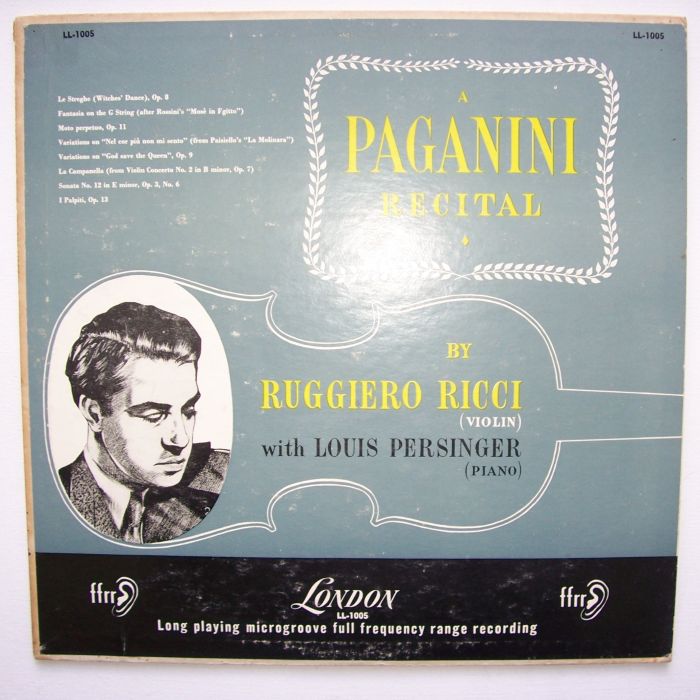 LL-1005
LL-1005
Le Streghe (Witches' Dance), Op. 8
Fantasia on the G String (after Rossini's "Mosè in Egitto")
Moto perpetuo, Op. 11
Variations on "Nel cor più non mi sento" (from Paisiello's "La Molinara")
Variations on "God save the Queen", Op. 9
La Campanella (from Violin Concerto No. 2 in B minor, Op. 7)
Sonata No. 12 in E minor, Op. 3, No. 6
I Palpiti, Op. 13
A
PAGANINI
RECITAL
BY
RUGGIERO RICCI
(VIOLIN)
with LOUIS PERSINGER
(PIANO)
ffrr
LONDON
ffrr
LL-1005
Long playing microgroove full frequency range recording